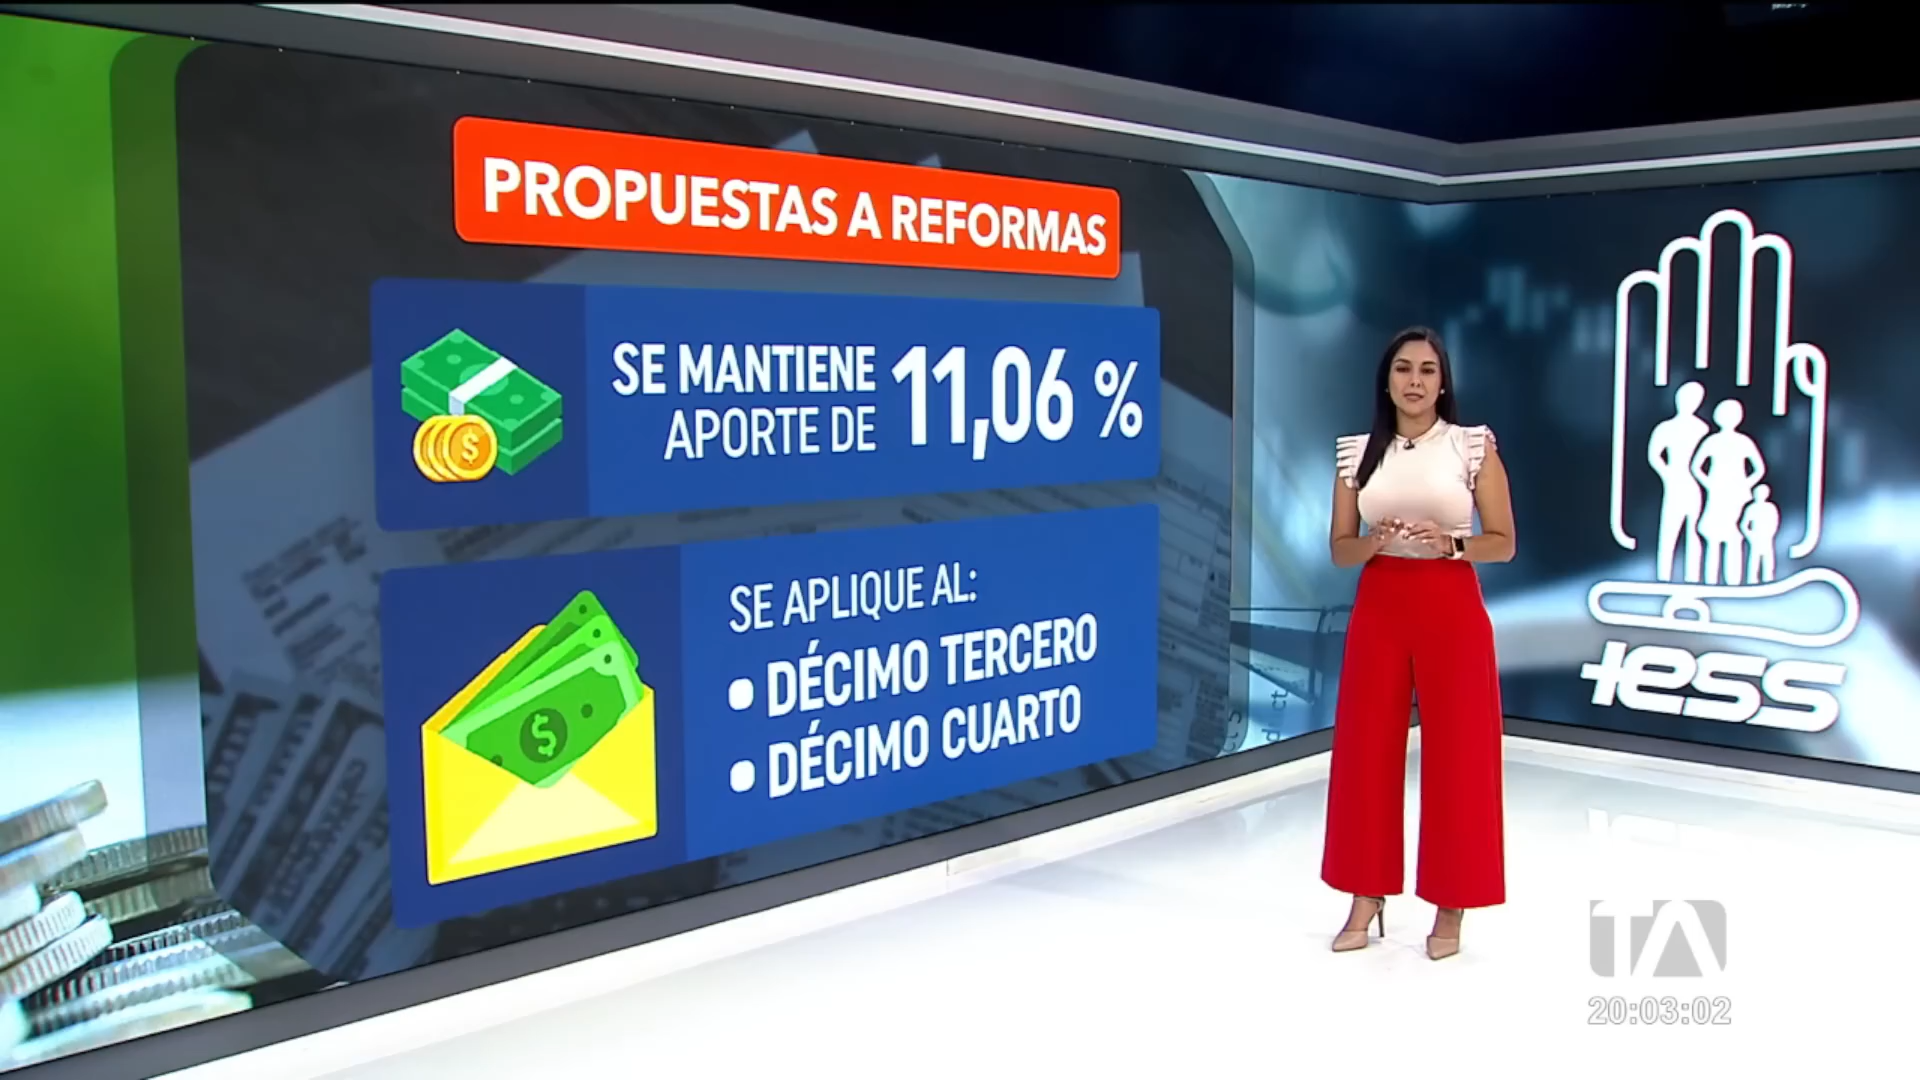 PROPUESTAS A REFORMAS
SE MANTIENE
APORTE DE
11,06 %
SE APLIQUE AL:
• DÉCIMO TERCERO
• DÉCIMO CUARTO
iess
TA
20:03:02